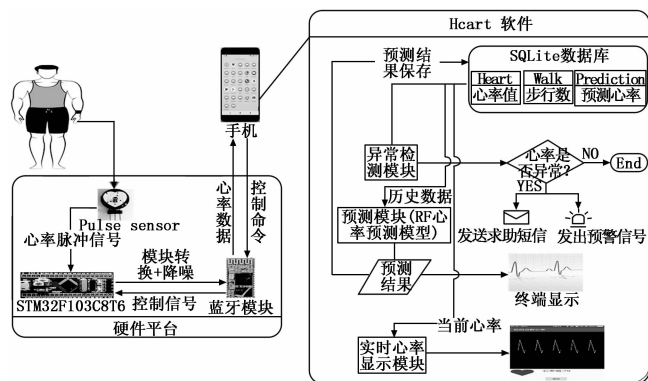 Hcart 软件
预测结
果保存
SQLite数据库
Heart
心率值
Walk
步行数
Prediction
预测心率
手机
异常检
测模块
心率是
否异常?
NO
End
YES
历史数据
心率数据
控制命令
预测模块(RF心
率预测模型)
发送求助短信
发出预警信号
Pulse sensor
心率脉冲信号
模块转
换+降噪
预测
结果
终端显示
STM32F103C8T6
控制信号
蓝牙模块
硬件平台
当前心率
实时心率
显示模块